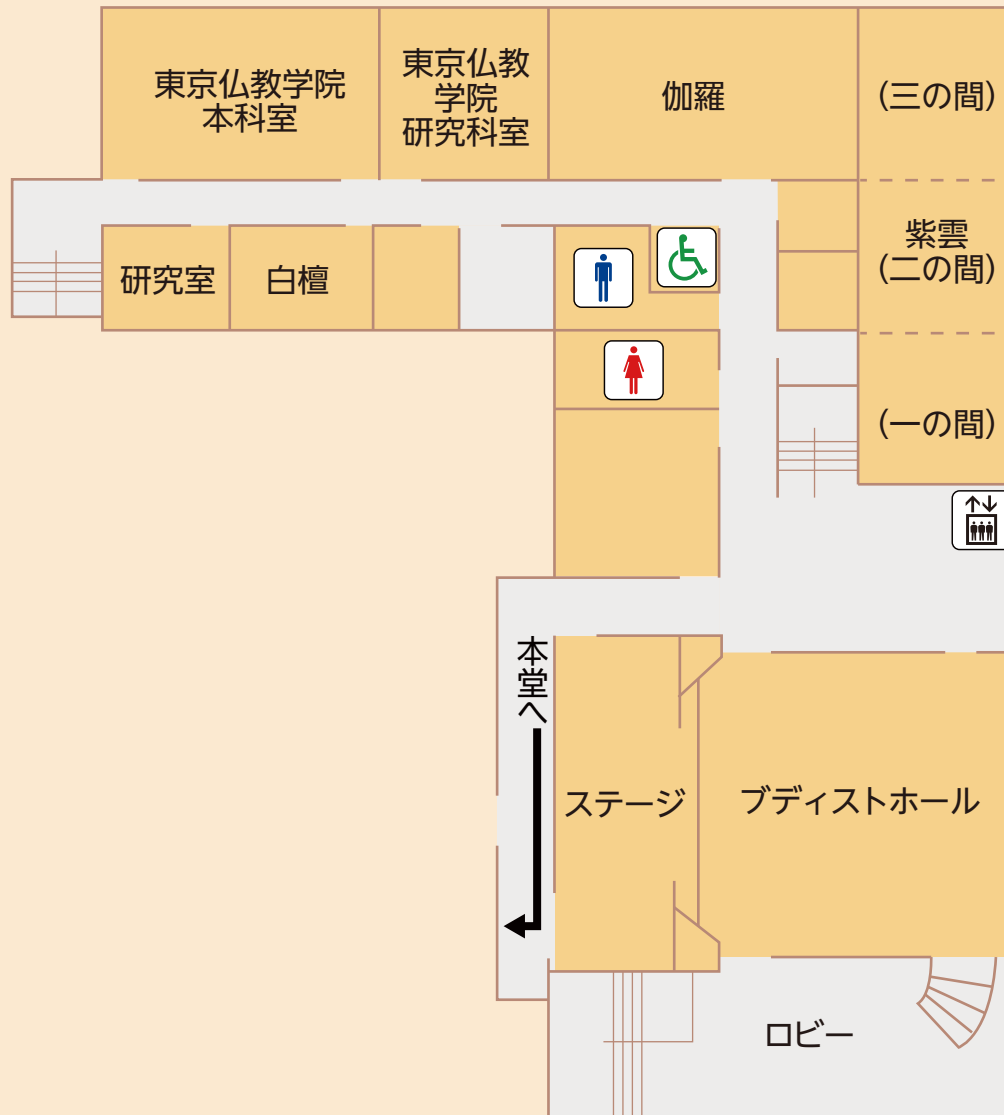 東京仏教学院
本科室
東京仏教
学院
研究科室
伽羅
(三の間)
紫雲
(二の間)
(一の間)
研究室
白檀
本堂へ
ステージ
ブディストホール
ロビー